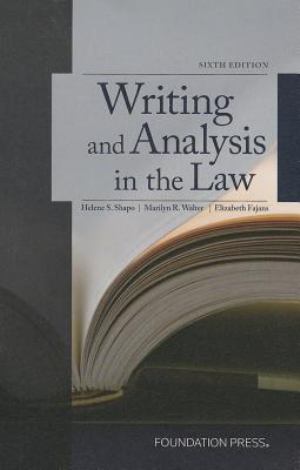 SIXTH EDITION
Writing
and Analysis
in the Law
Helene S. Shapo | Marilyn R. Walter | Elizabeth Fajans
FOUNDATION PRESS®